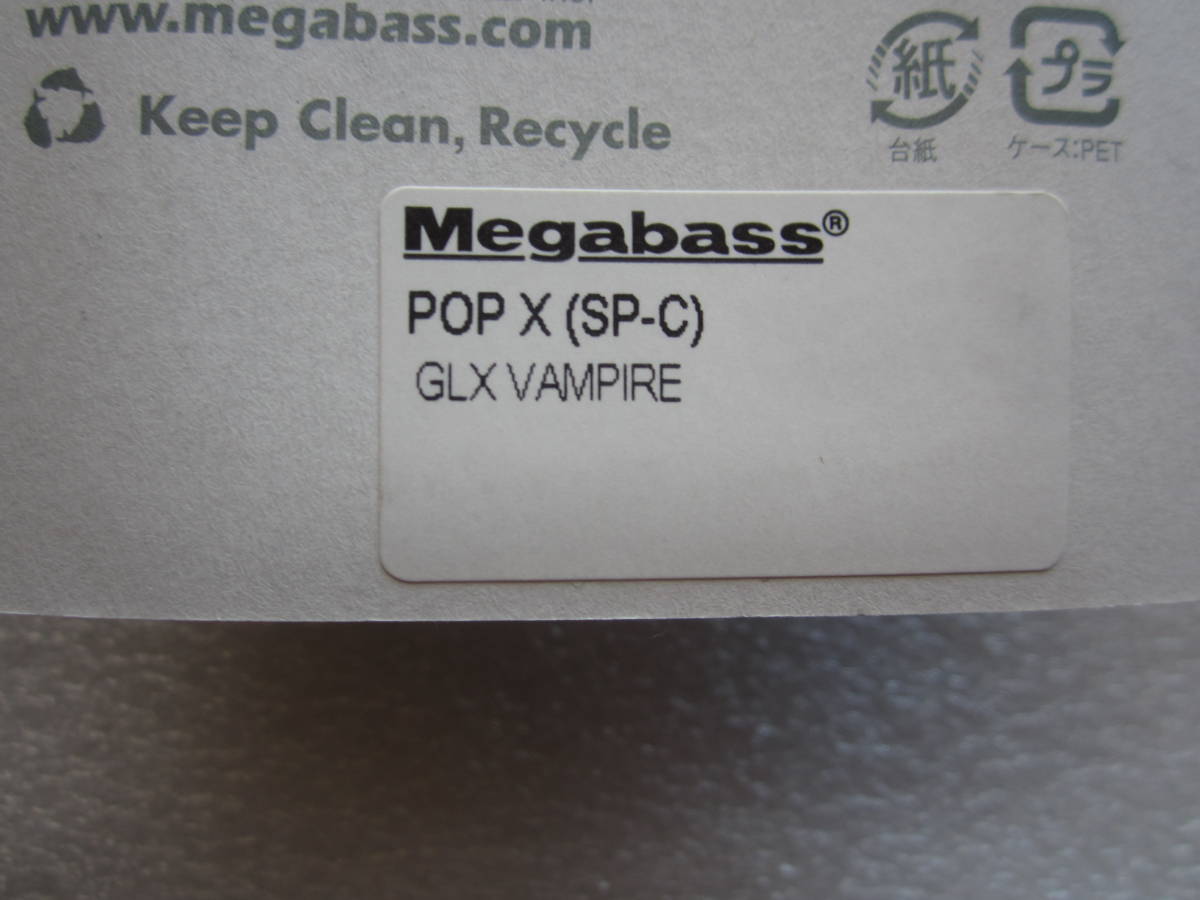 www.megabass.com
Keep Clean, Recycle
紙
台紙
プラ
ケース:PET
Megabass®
POP X (SP-C)
GLX VAMPIRE